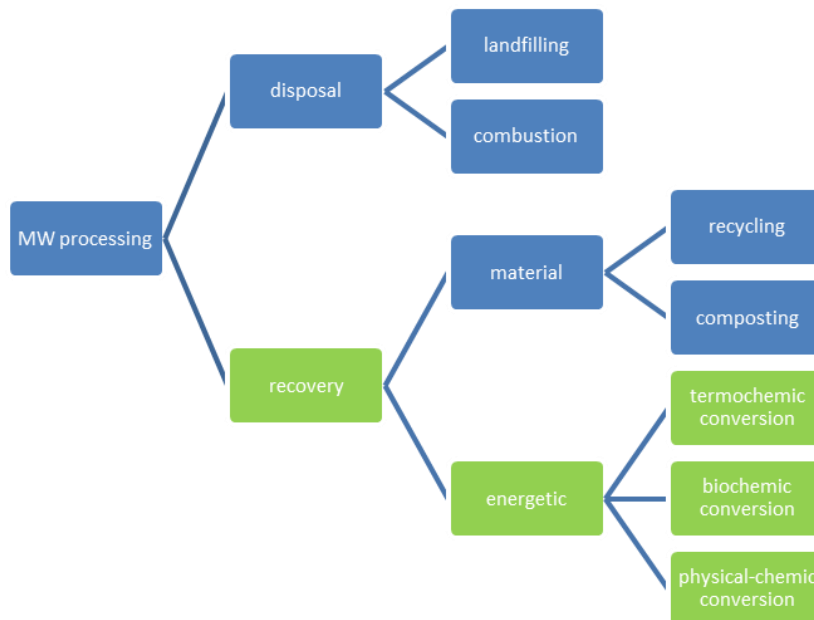 landfilling
disposal
combustion
MW processing
recycling
material
composting
recovery
termochemic
conversion
energetic
biochemic
conversion
physical-chemic
conversion